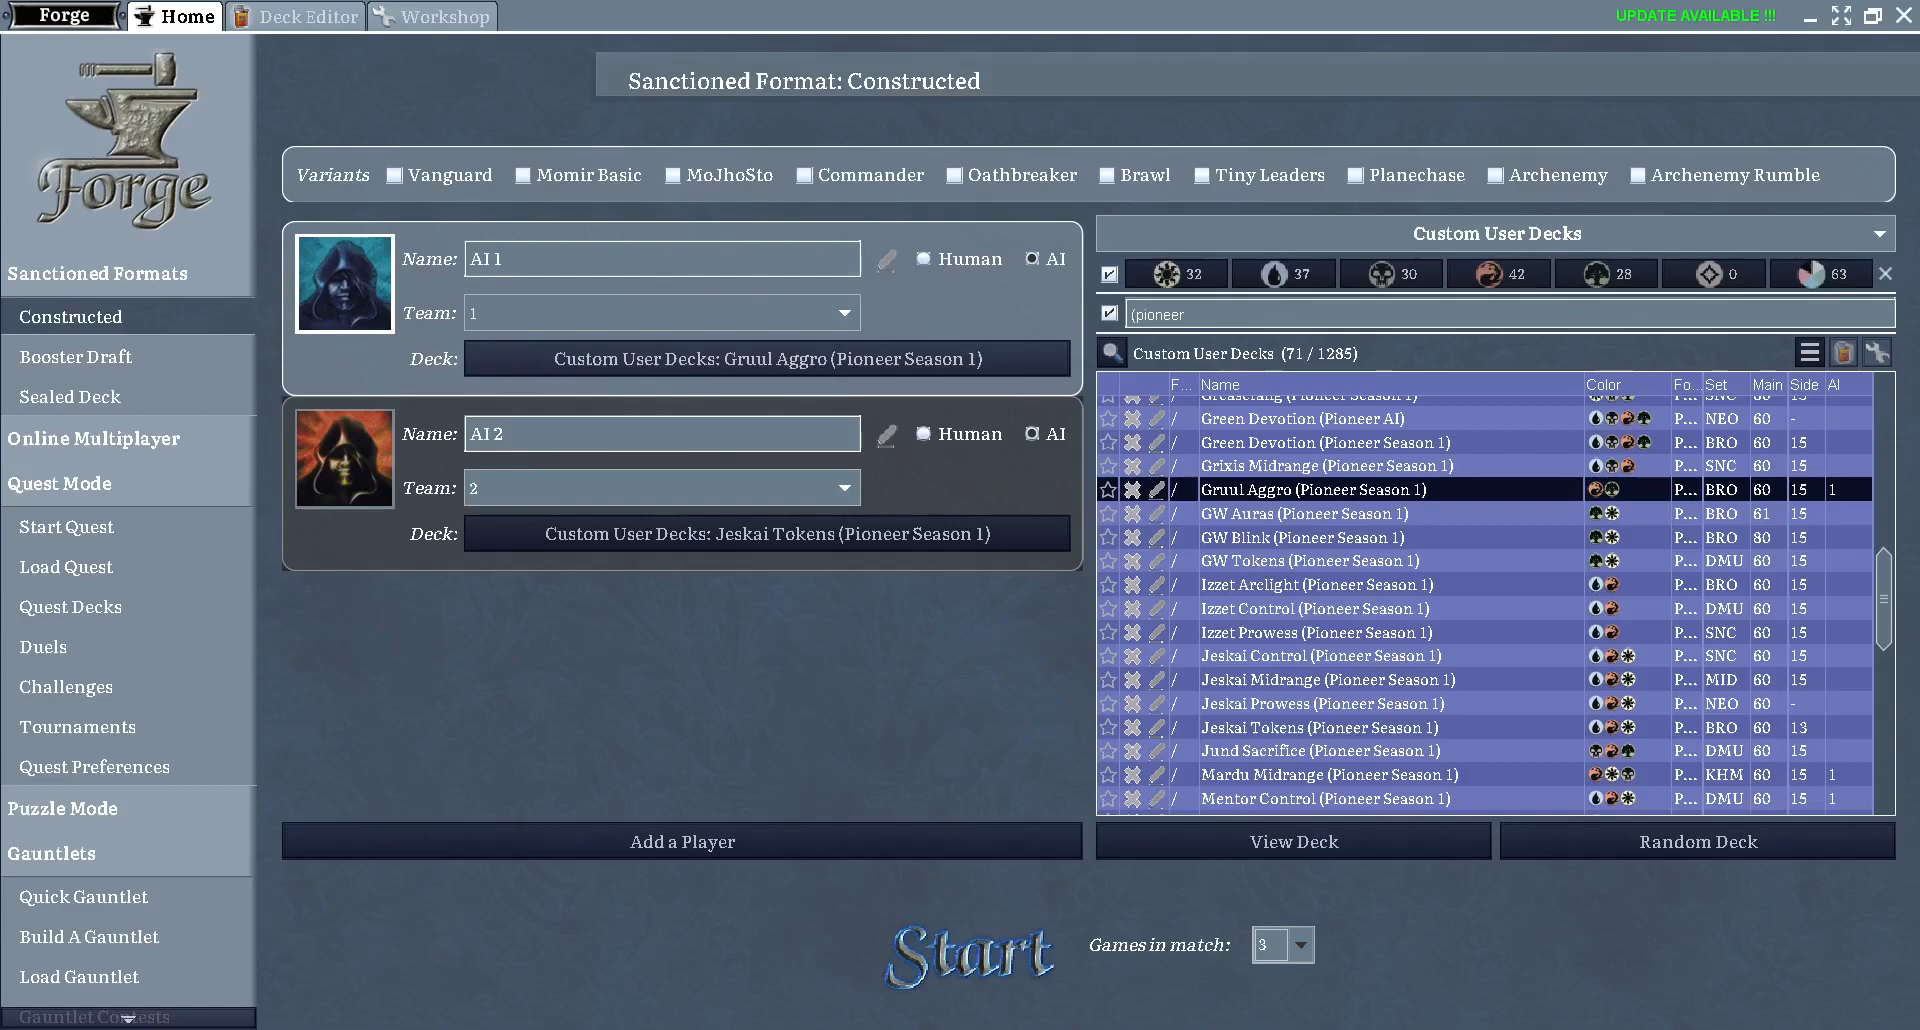 Forge
Home
Deck Editor
Workshop
UPDATE AVAILABLE !!!
Forge
Sanctioned Formats
Constructed
Booster Draft
Sealed Deck
Online Multiplayer
Quest Mode
Start Quest
Load Quest
Quest Decks
Duels
Challenges
Tournaments
Quest Preferences
Puzzle Mode
Gauntlets
Quick Gauntlet
Build A Gauntlet
Load Gauntlet
Gauntlet Contests
Sanctioned Format: Constructed
Variants Vanguard Momir Basic MoJhoSto Commander Oathbreaker Brawl Tiny Leaders Planechase Archenemy Archenemy Rumble
Name: AI 1 Human AI
Team: 1
Deck: Custom User Decks: Gruul Aggro (Pioneer Season 1)
Name: AI 2 Human AI
Team: 2
Deck: Custom User Decks: Jeskai Tokens (Pioneer Season 1)
Add a Player
Custom User Decks
32 37 30 42 28 0 63
(pioneer
Custom User Decks (71 / 1285)
F... Name Color Fo... Set Main Side AI
/ Greasefang (Pioneer Season 1) P... SNC 60 15
/ Green Devotion (Pioneer AI) P... NEO 60 -
/ Green Devotion (Pioneer Season 1) P... BRO 60 15
/ Grixis Midrange (Pioneer Season 1) P... SNC 60 15
/ Gruul Aggro (Pioneer Season 1) P... BRO 60 15 1
/ GW Auras (Pioneer Season 1) P... BRO 61 15
/ GW Blink (Pioneer Season 1) P... BRO 80 15
/ GW Tokens (Pioneer Season 1) P... DMU 60 15
/ Izzet Arclight (Pioneer Season 1) P... BRO 60 15
/ Izzet Control (Pioneer Season 1) P... DMU 60 15
/ Izzet Prowess (Pioneer Season 1) P... SNC 60 15
/ Jeskai Control (Pioneer Season 1) P... SNC 60 15
/ Jeskai Midrange (Pioneer Season 1) P... MID 60 15
/ Jeskai Prowess (Pioneer Season 1) P... NEO 60 -
/ Jeskai Tokens (Pioneer Season 1) P... BRO 60 13
/ Jund Sacrifice (Pioneer Season 1) P... DMU 60 15
/ Mardu Midrange (Pioneer Season 1) P... KHM 60 15 1
/ Mentor Control (Pioneer Season 1) P... DMU 60 15 1
View Deck
Random Deck
Start
Games in match: 3